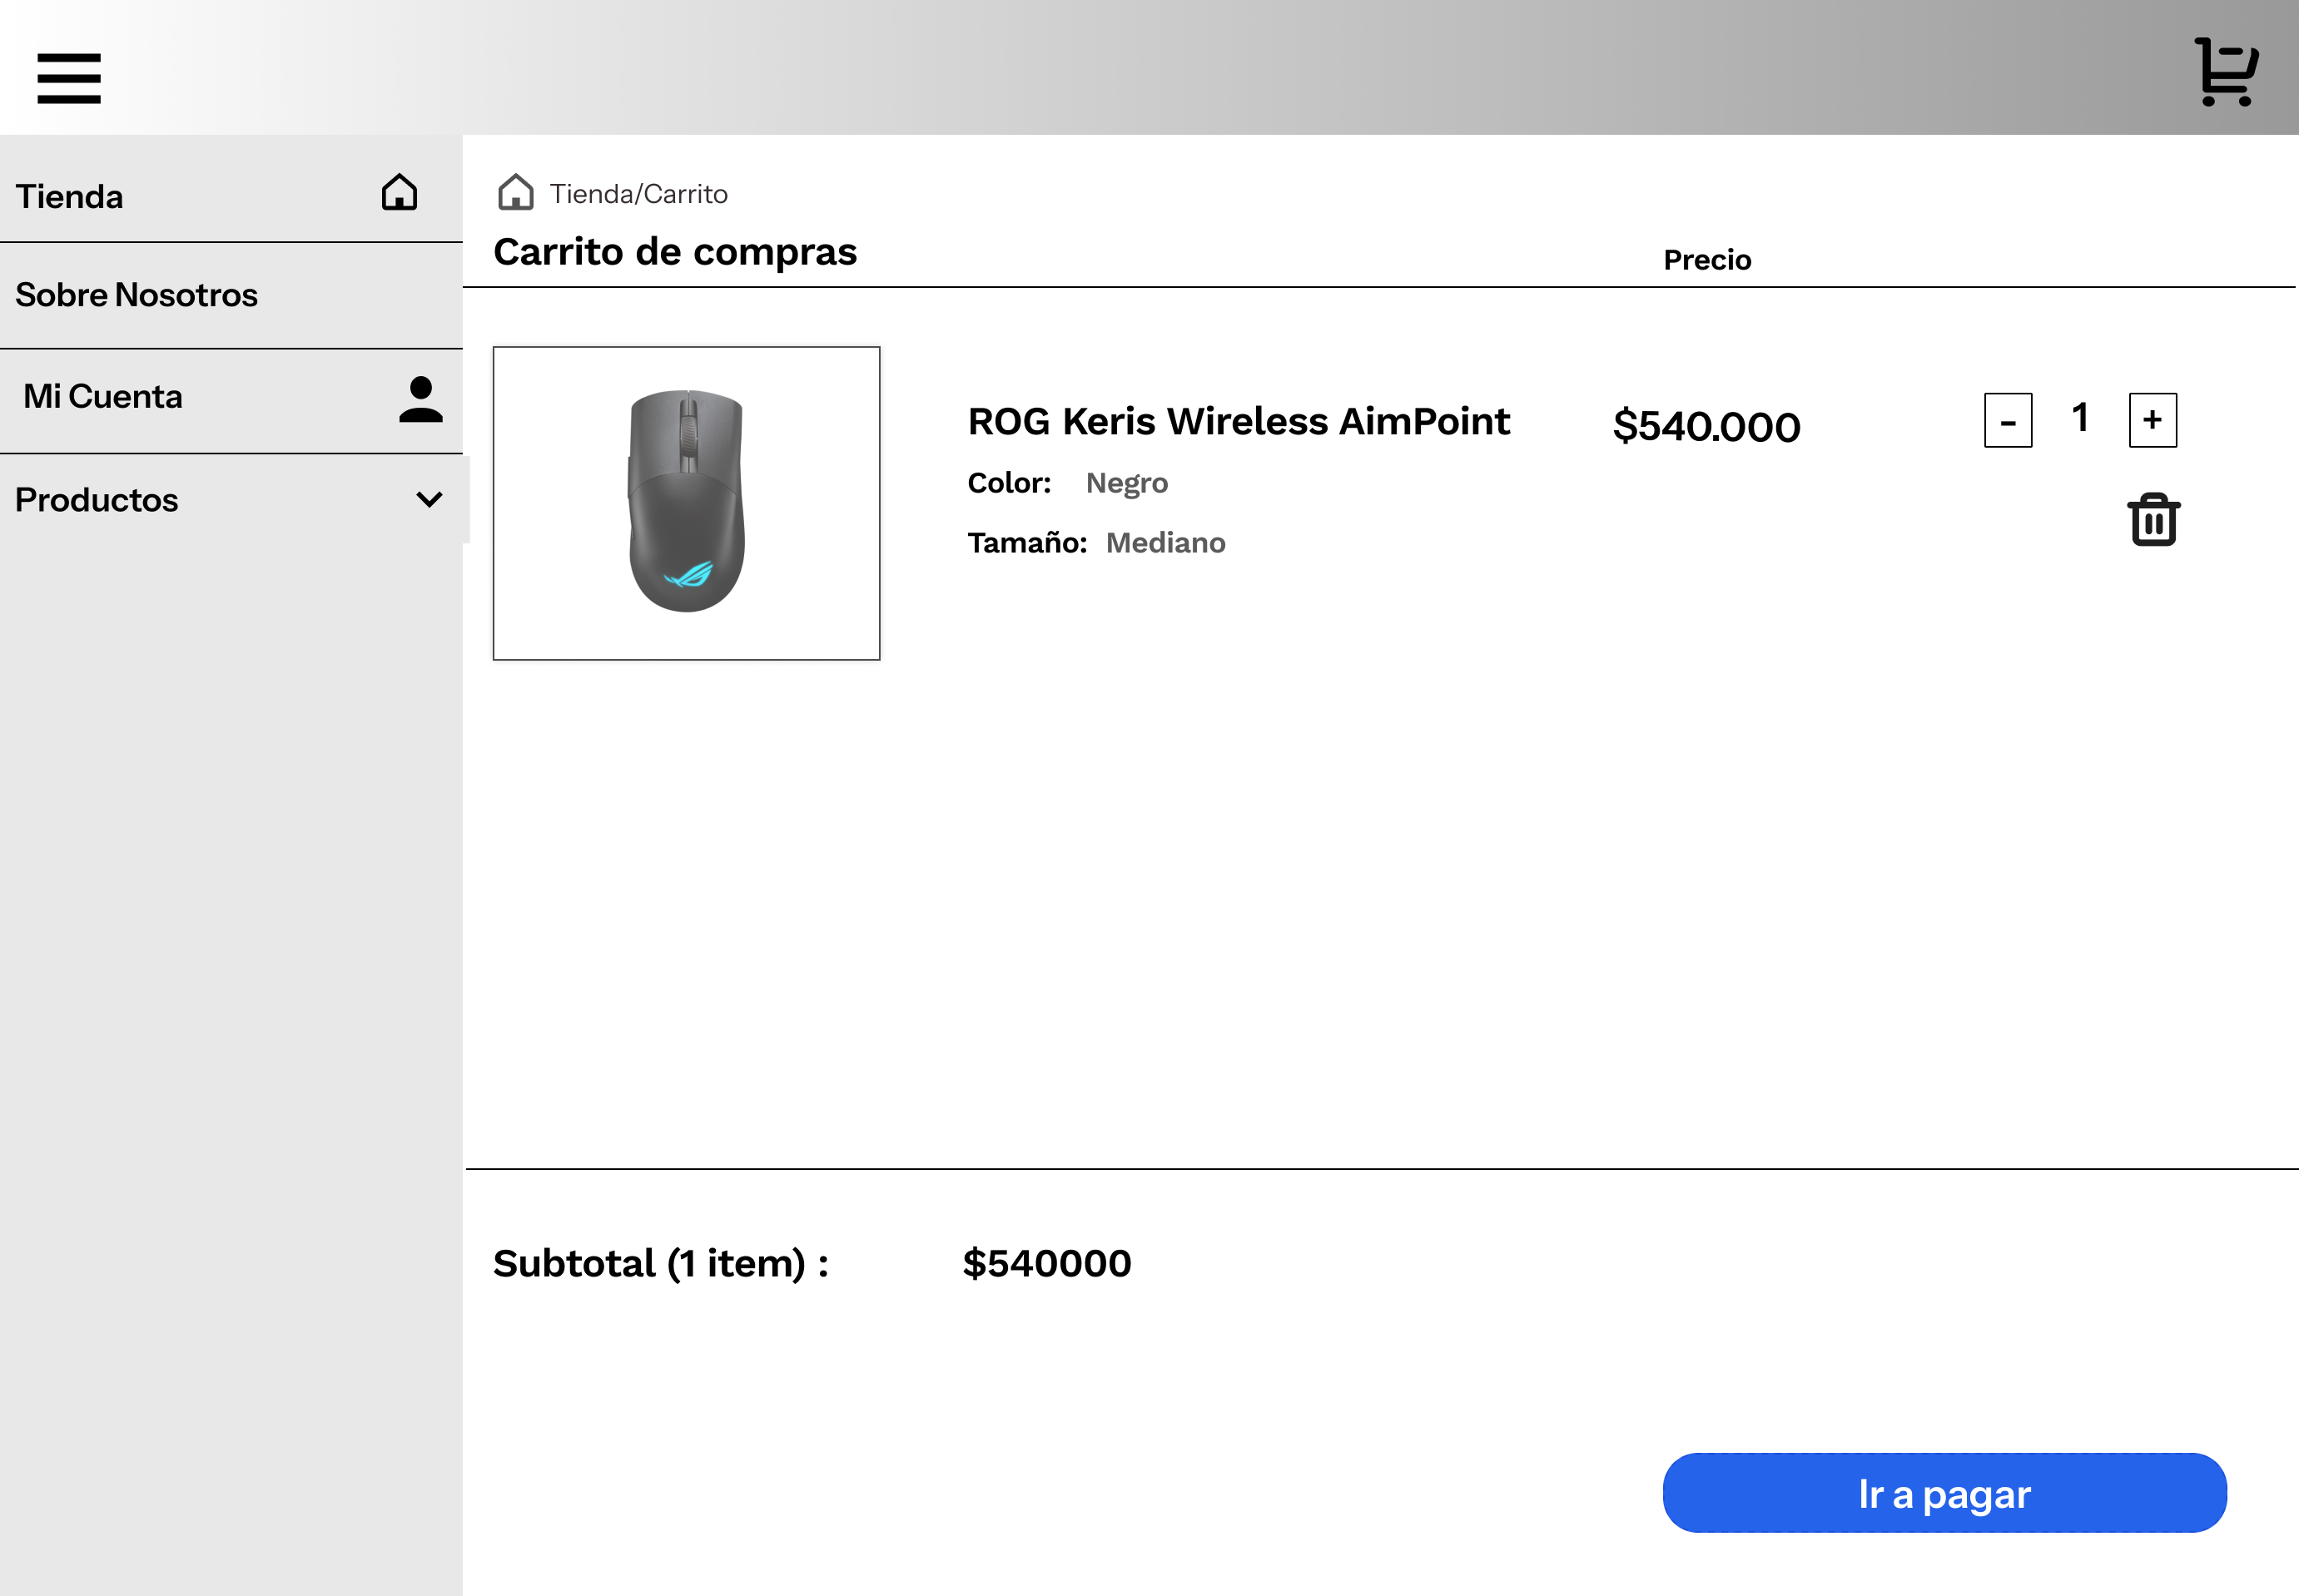 Tienda
Sobre Nosotros
Mi Cuenta
Productos
Tienda/Carrito
Carrito de compras
Precio
ROG Keris Wireless AimPoint
$540.000
- 1 +
Color: Negro
Tamaño: Mediano
Subtotal (1 item) : $540000
Ir a pagar